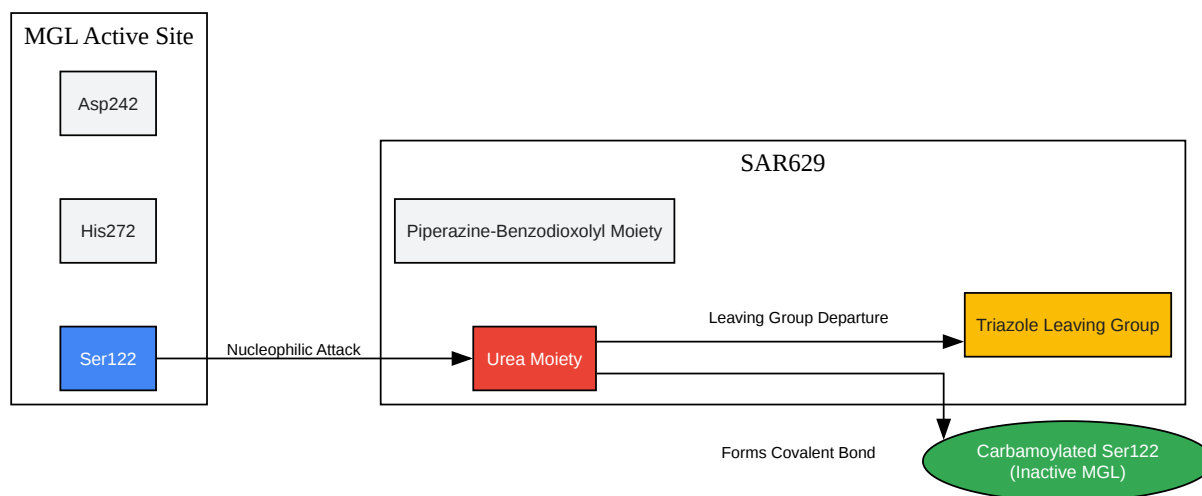 MGL Active Site
Asp242
His272
Ser122
Nucleophilic Attack
SAR629
Piperazine-Benzodioxolyl Moiety
Urea Moiety
Leaving Group Departure
Triazole Leaving Group
Forms Covalent Bond
Carbamoylated Ser122
(Inactive MGL)